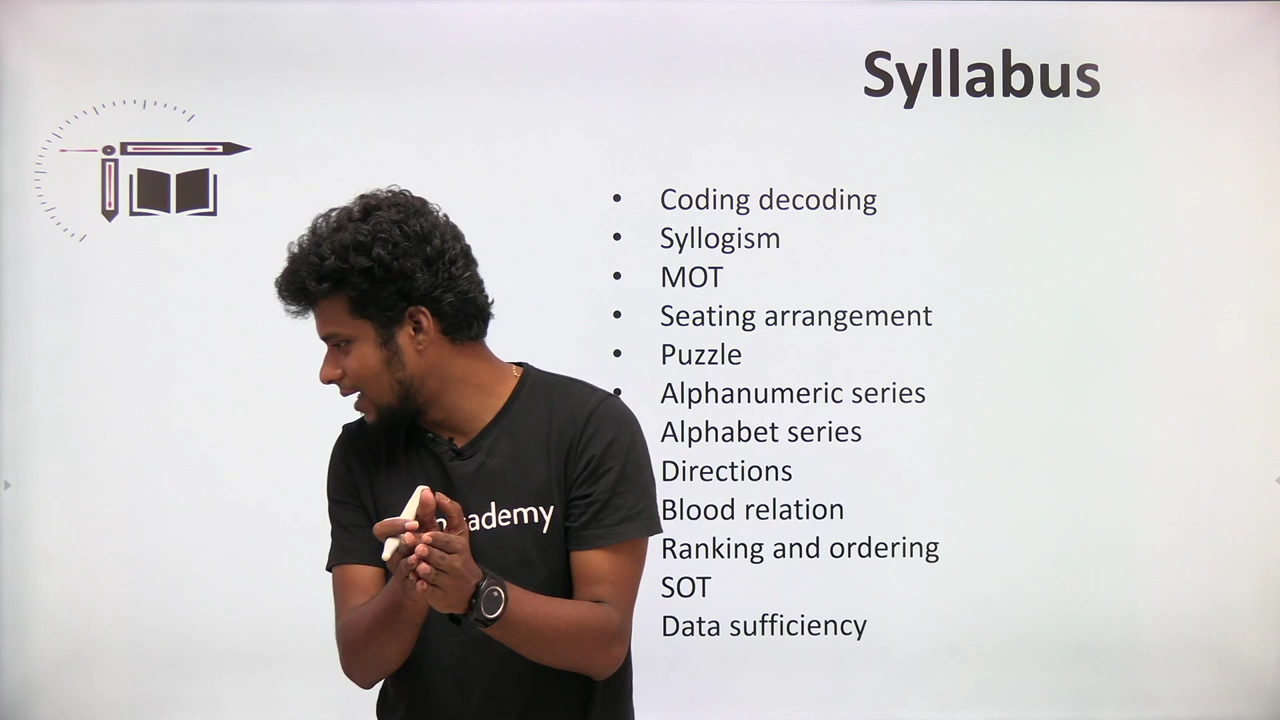 Syllabus
• Coding decoding
• Syllogism
• MOT
• Seating arrangement
• Puzzle
• Alphanumeric series
Alphabet series
Directions
Blood relation
Ranking and ordering
SOT
Data sufficiency